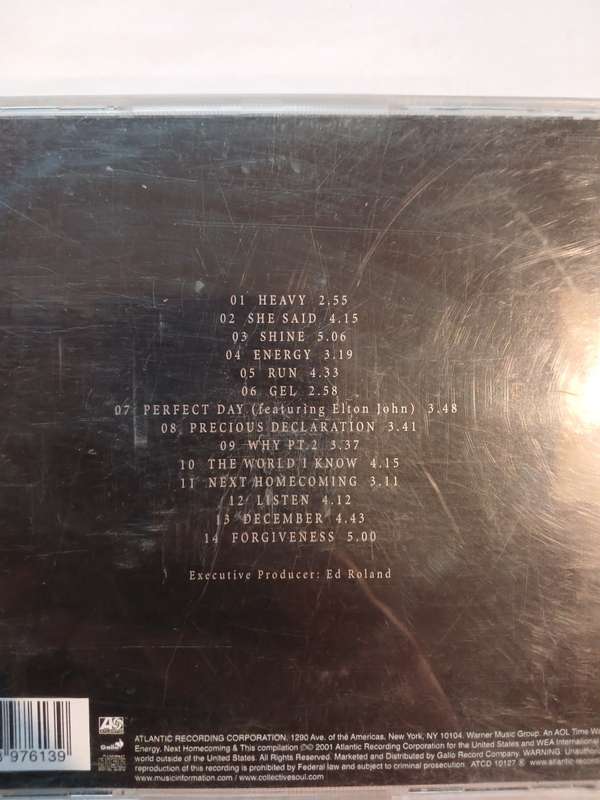 01 HEAVY 2.55
02 SHE SAID 4.15
03 SHINE 5.06
04 ENERGY 3.19
05 RUN 4.33
06 GEL 2.58
07 PERFECT DAY (featuring Elton John) 3.48
08. PRECIOUS DECLARATION 3.41
09 WHY PT.2 3.37
10 THE WORLD I KNOW 4.15
11 NEXT HOMECOMING 3.11
12 LISTEN 4.12
13 DECEMBER 4.43
14 FORGIVENESS 5.00
Executive Producer: Ed Roland
976139
Gallo
ATLANTIC RECORDING CORPORATION, 1290 Ave. of the Americas, New York, NY 10104. Warner Music Group. An AOL Time
Energy, Next Homecoming & This compilation ℗© 2001 Atlantic Recording Corporation for the United States and WEA International
world outside of the United States. All Rights Reserved. Marketed and Distributed by Gallo Record Company. WARNING.
reproduction of this recording is prohibited by Federal law and subject to criminal prosecution. ATCD 10127 ® www.atlantic-
www.musicinformation.com / www.collectivesoul.com